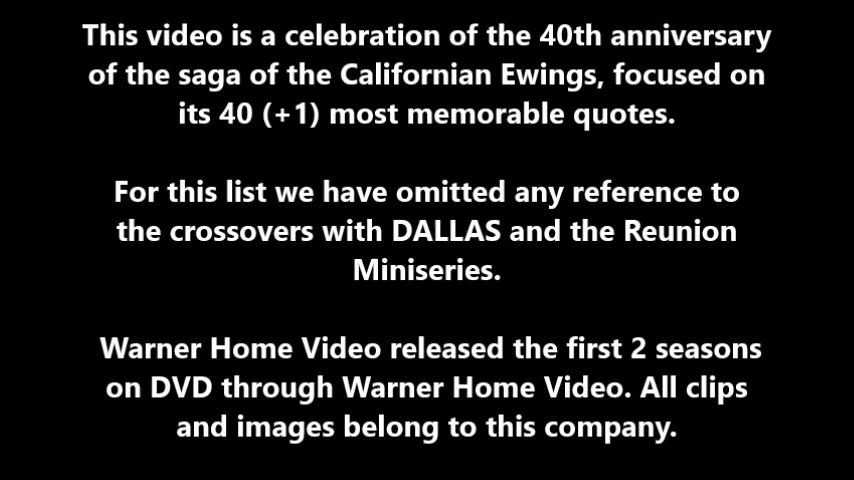 This video is a celebration of the 40th anniversary
of the saga of the Californian Ewings, focused on
its 40 (+1) most memorable quotes.
For this list we have omitted any reference to
the crossovers with DALLAS and the Reunion
Miniseries.
Warner Home Video released the first 2 seasons
on DVD through Warner Home Video. All clips
and images belong to this company.